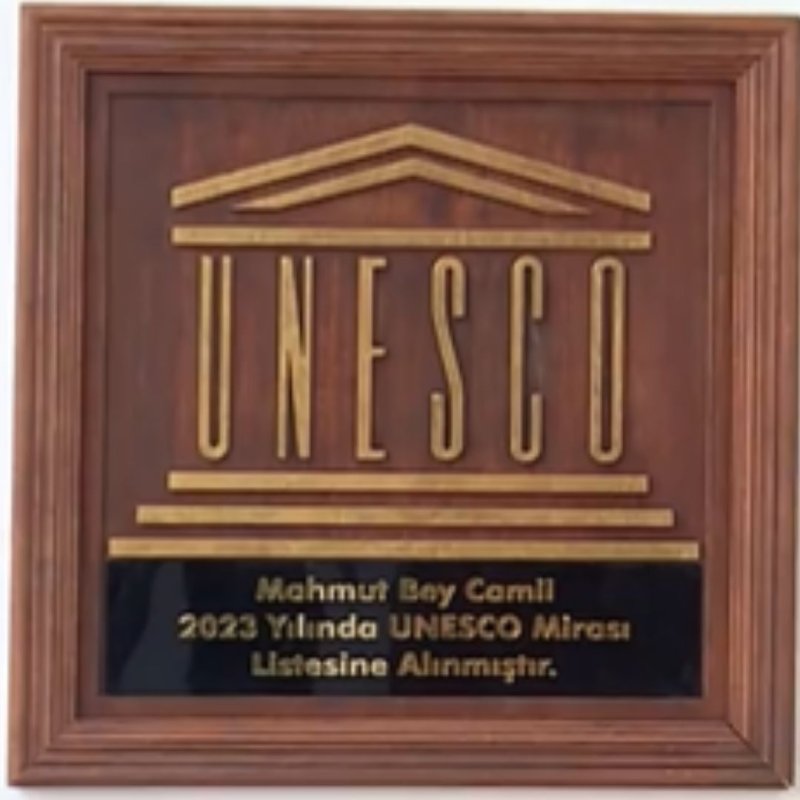 UNESCO
Mahmut Bey Camii
2023 Yılında UNESCO Mirası
Listesine Alınmıştır.